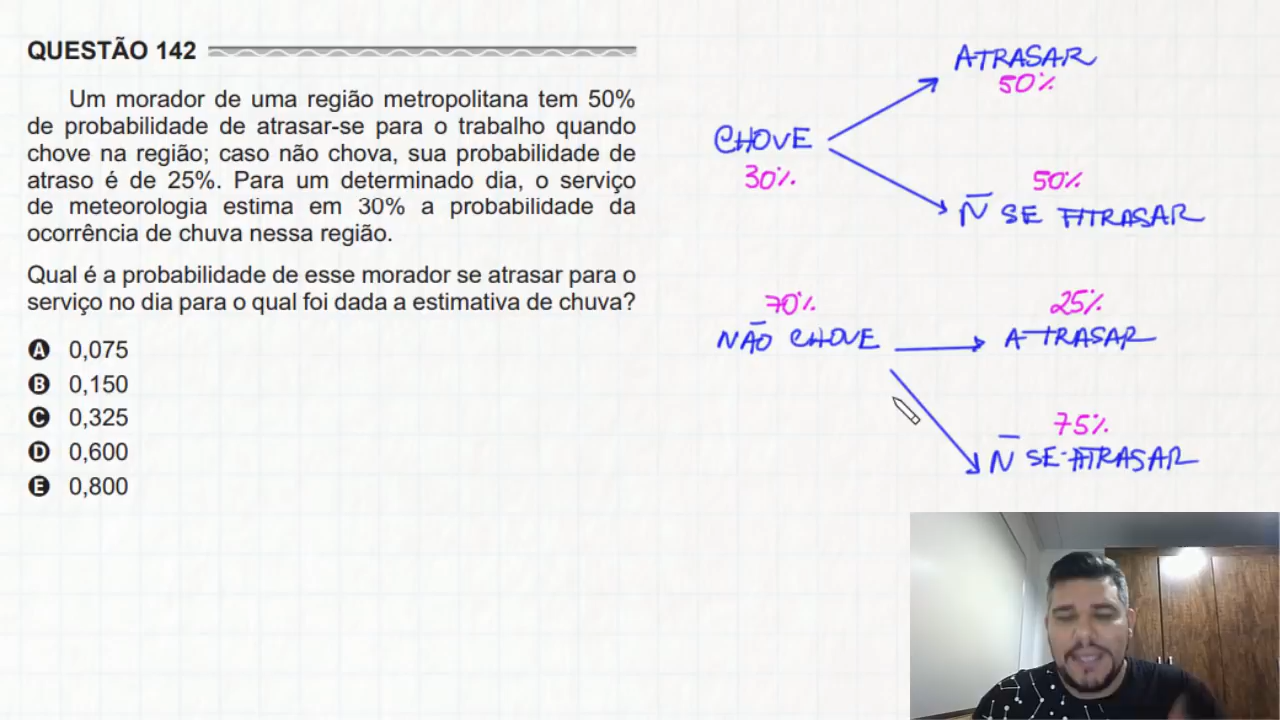 QUESTÃO 142
Um morador de uma região metropolitana tem 50%
de probabilidade de atrasar-se para o trabalho quando
chove na região; caso não chova, sua probabilidade de
atraso é de 25%. Para um determinado dia, o serviço
de meteorologia estima em 30% a probabilidade da
ocorrência de chuva nessa região.
Qual é a probabilidade de esse morador se atrasar para o
serviço no dia para o qual foi dada a estimativa de chuva?
A 0,075
B 0,150
C 0,325
D 0,600
E 0,800
ATRASAR
50%
CHOVE
30%
50%
N̄ SE ATRASAR
70%
NÃO CHOVE
25%
ATRASAR
75%
N̄ SE ATRASAR